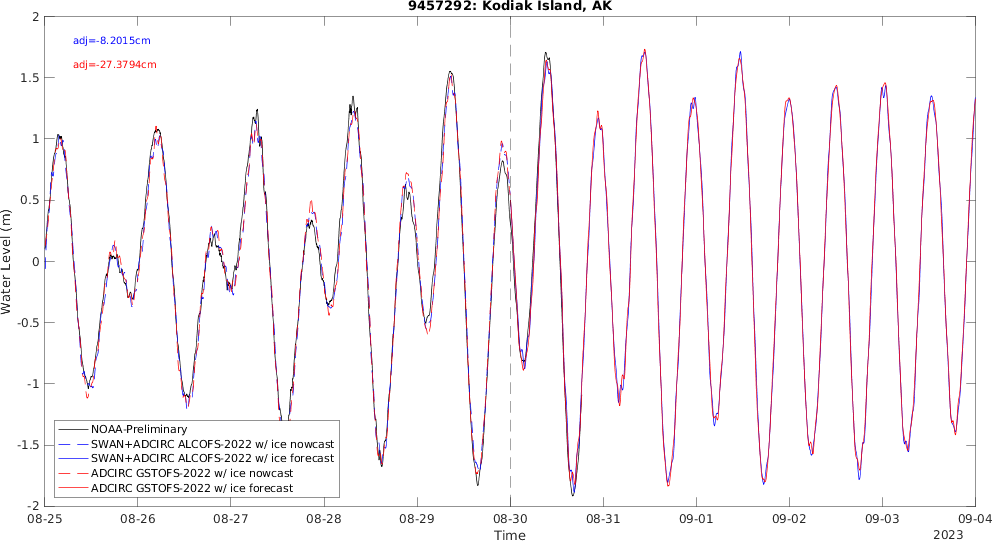 9457292: Kodiak Island, AK
adj=-8.2015cm
adj=-27.3794cm
Water Level (m)
2
1.5
1
0.5
0
-0.5
-1
-1.5
-2
NOAA-Preliminary
SWAN+ADCIRC ALCOFS-2022 w/ ice nowcast
SWAN+ADCIRC ALCOFS-2022 w/ ice forecast
ADCIRC GSTOFS-2022 w/ ice nowcast
ADCIRC GSTOFS-2022 w/ ice forecast
08-25 08-26 08-27 08-28 08-29 08-30 08-31 09-01 09-02 09-03 09-04
Time
2023